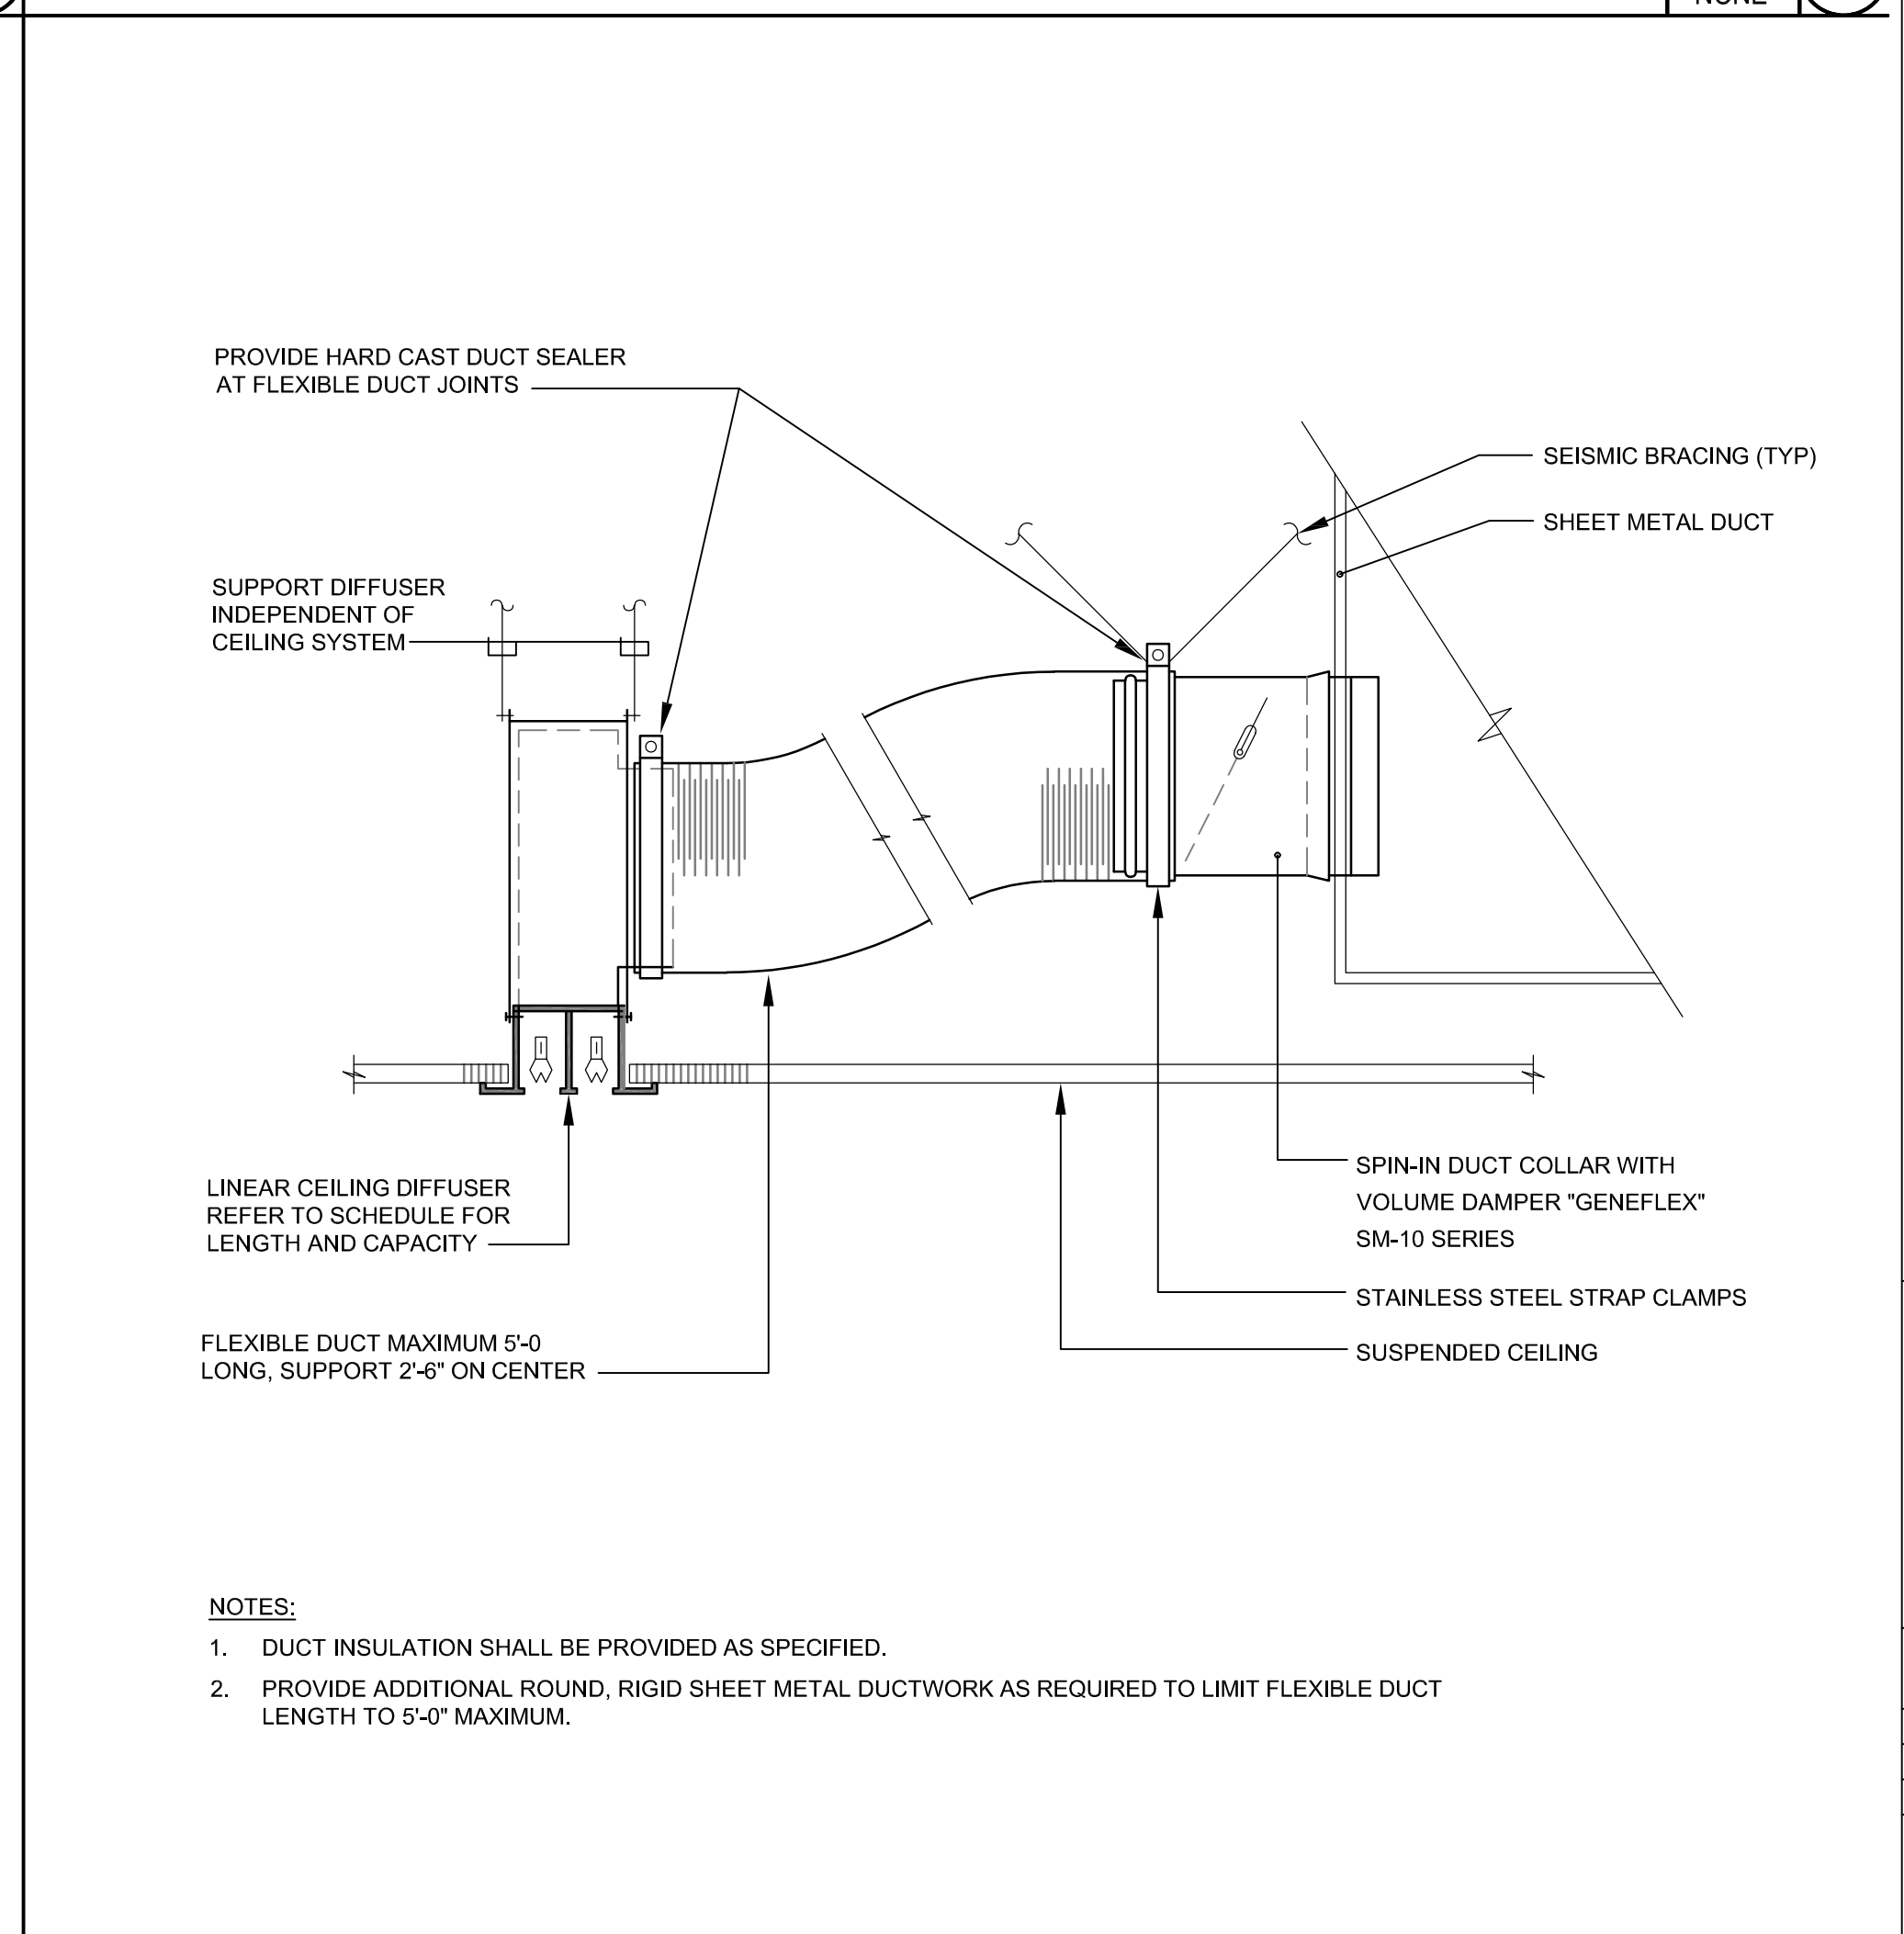 PROVIDE HARD CAST DUCT SEALER
AT FLEXIBLE DUCT JOINTS
SEISMIC BRACING (TYP)
SHEET METAL DUCT
SUPPORT DIFFUSER
INDEPENDENT OF
CEILING SYSTEM
LINEAR CEILING DIFFUSER
REFER TO SCHEDULE FOR
LENGTH AND CAPACITY
FLEXIBLE DUCT MAXIMUM 5'-0
LONG, SUPPORT 2'-6" ON CENTER
SPIN-IN DUCT COLLAR WITH
VOLUME DAMPER "GENEFLEX"
SM-10 SERIES
STAINLESS STEEL STRAP CLAMPS
SUSPENDED CEILING
NOTES:
1. DUCT INSULATION SHALL BE PROVIDED AS SPECIFIED.
2. PROVIDE ADDITIONAL ROUND, RIGID SHEET METAL DUCTWORK AS REQUIRED TO LIMIT FLEXIBLE DUCT
LENGTH TO 5'-0" MAXIMUM.